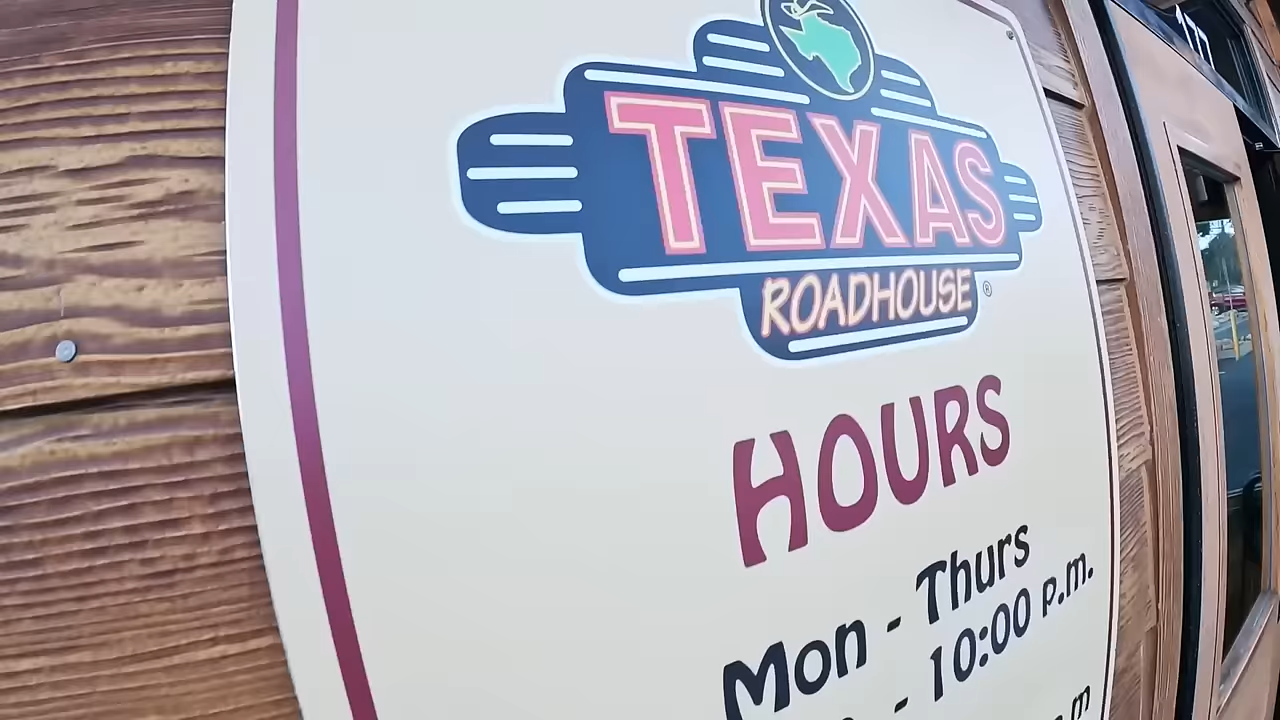 TEXAS
ROADHOUSE ®
HOURS
Mon - Thurs
- 10:00 p.m.